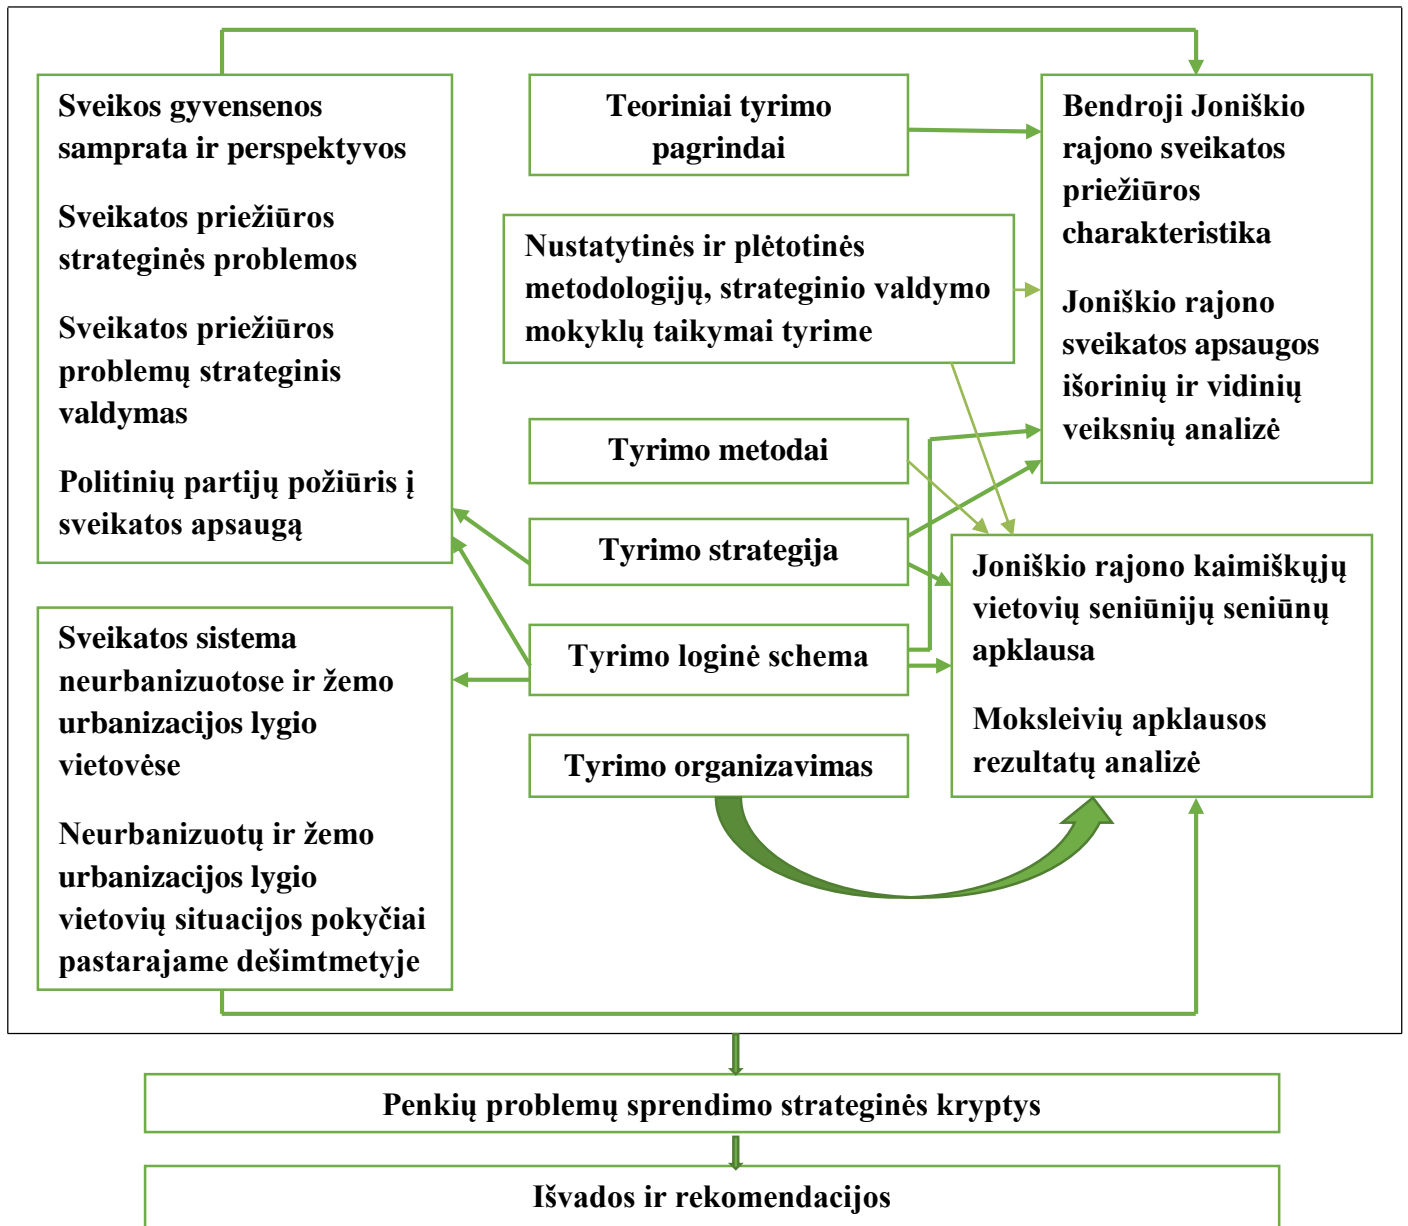 Sveikos gyvensenos
samprata ir perspektyvos
Sveikatos priežiūros
strateginės problemos
Sveikatos priežiūros
problemų strateginis
valdymas
Politinių partijų požiūris į
sveikatos apsaugą
Sveikatos sistema
neurbanizuotose ir žemo
urbanizacijos lygio
vietovėse
Neurbanizuotų ir žemo
urbanizacijos lygio
vietovių situacijos pokyčiai
pastarajame dešimtmetyje
Teoriniai tyrimo
pagrindai
Nustatytinės ir plėtotinės
metodologijų, strateginio valdymo
mokyklų taikymai tyrime
Tyrimo metodai
Tyrimo strategija
Tyrimo loginė schema
Tyrimo organizavimas
Bendroji Joniškio
rajono sveikatos
priežiūros
charakteristika
Joniškio rajono
sveikatos apsaugos
išorinių ir vidinių
veiksnių analizė
Joniškio rajono kaimiškųjų
vietovių seniūnijų seniūnų
apklausa
Moksleivių apklausos
rezultatų analizė
Penkių problemų sprendimo strateginės kryptys
Išvados ir rekomendacijos